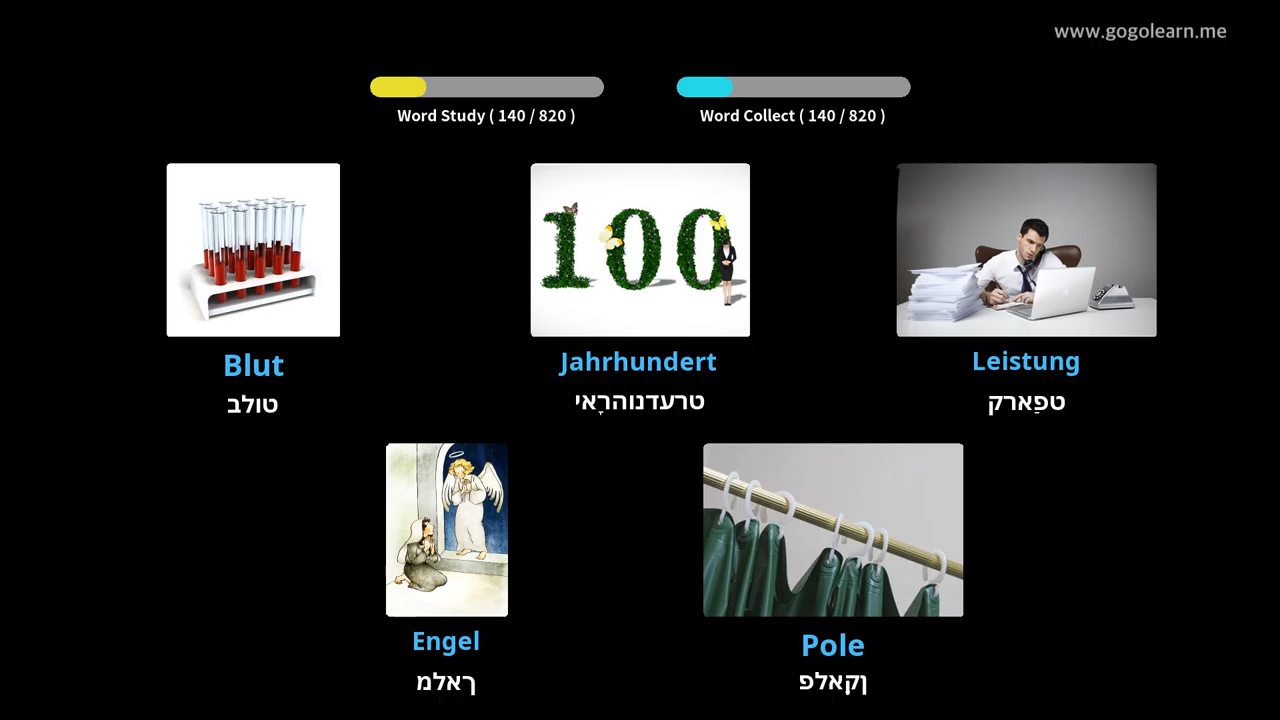 www.gogolearn.me
Word Study ( 140 / 820 )
Word Collect ( 140 / 820 )
Blut
Jahrhundert
Leistung
טולב
טרעדנוהרָאי
טפַארק
Engel
Pole
ךאלמ
ןקאלפ